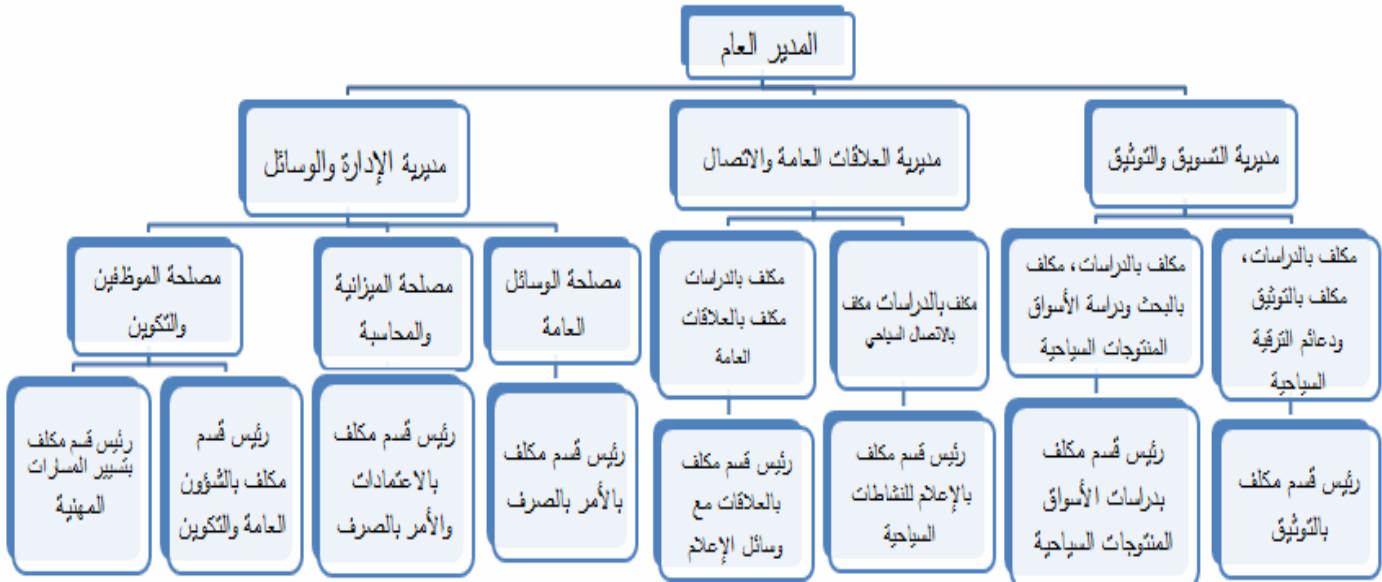 المدير العام
مديرية التسويق والتوثيق
مديرية العلاقات العامة والاتصال
مديرية الإدارة والوسائل
مكلف بالدراسات،
مكلف بالتوثيق
ودعائم الترقية
السياحية
مكلف بالدراسات، مكلف
بالبحث ودراسة الأسواق
المنتوجات السياحية
مكلف بالدراسات مكلف
بالاتصال السياحي
مكلف بالدراسات
مكلف بالعلاقات
العامة
مصلحة الوسائل
العامة
مصلحة الميزانية
والمحاسبة
مصلحة الموظفين
والتكوين
رئيس قسم مكلف
بالتوثيق
رئيس قسم مكلف
بدراسات الأسواق
المنتوجات السياحية
رئيس قسم مكلف
بالإعلام للنشاطات
السياحية
رئيس قسم مكلف
بالعلاقات مع
وسائل الإعلام
رئيس قسم مكلف
بالأمر بالصرف
رئيس قسم مكلف
بالاعتمادات
والأمر بالصرف
رئيس قسم
مكلف بالشؤون
العامة والتكوين
رئيس قسم مكلف
بتسيير المسارات
المهنية